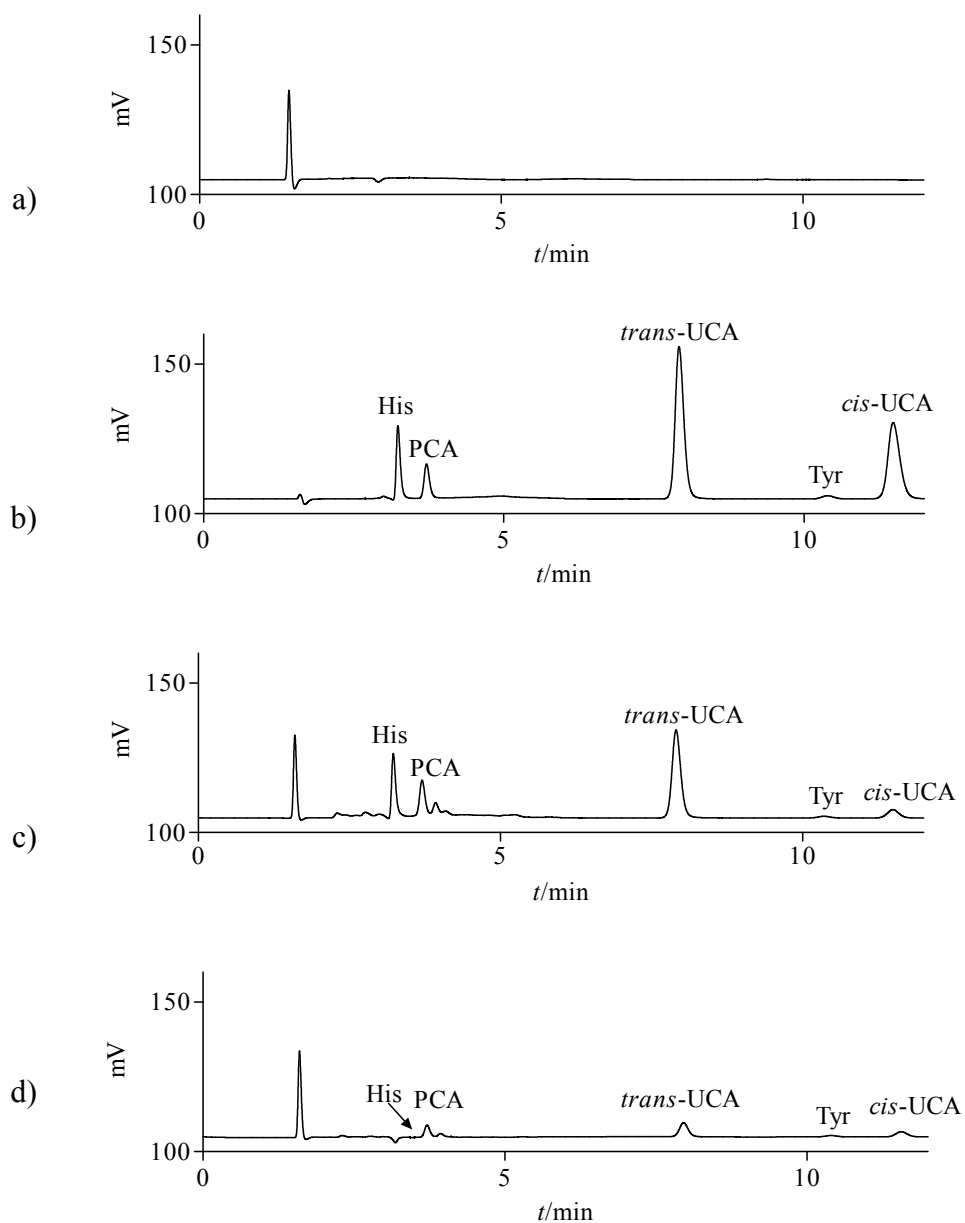 a)
mV
150
100
0
5
10
t/min
b)
mV
150
100
His
PCA
trans-UCA
Tyr
cis-UCA
0
5
10
t/min
c)
mV
150
100
His
PCA
trans-UCA
Tyr
cis-UCA
0
5
10
t/min
d)
mV
150
100
His
PCA
trans-UCA
Tyr
cis-UCA
0
5
10
t/min